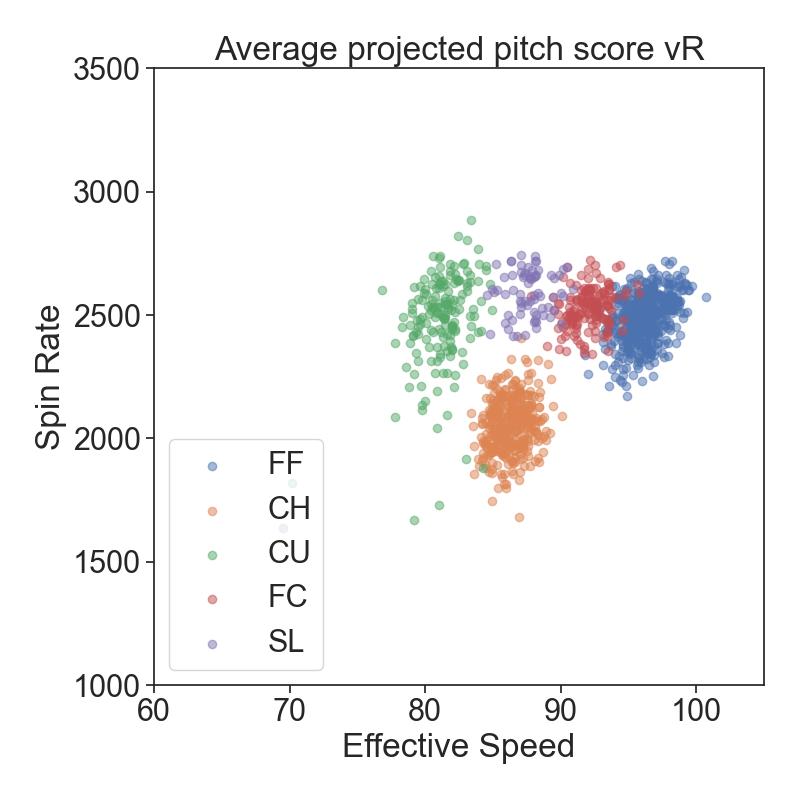 Average projected pitch score vR
3500
3000
2500
2000
1500
1000
Spin Rate
FF
CH
CU
FC
SL
60 70 80 90 100
Effective Speed